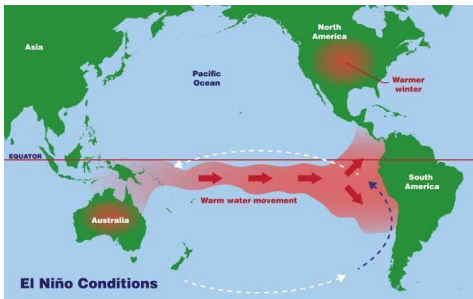 North
America
Asia
Pacific
Ocean
Warmer
winter
EQUATOR
South
America
Warm water movement
Australia
El Niño Conditions